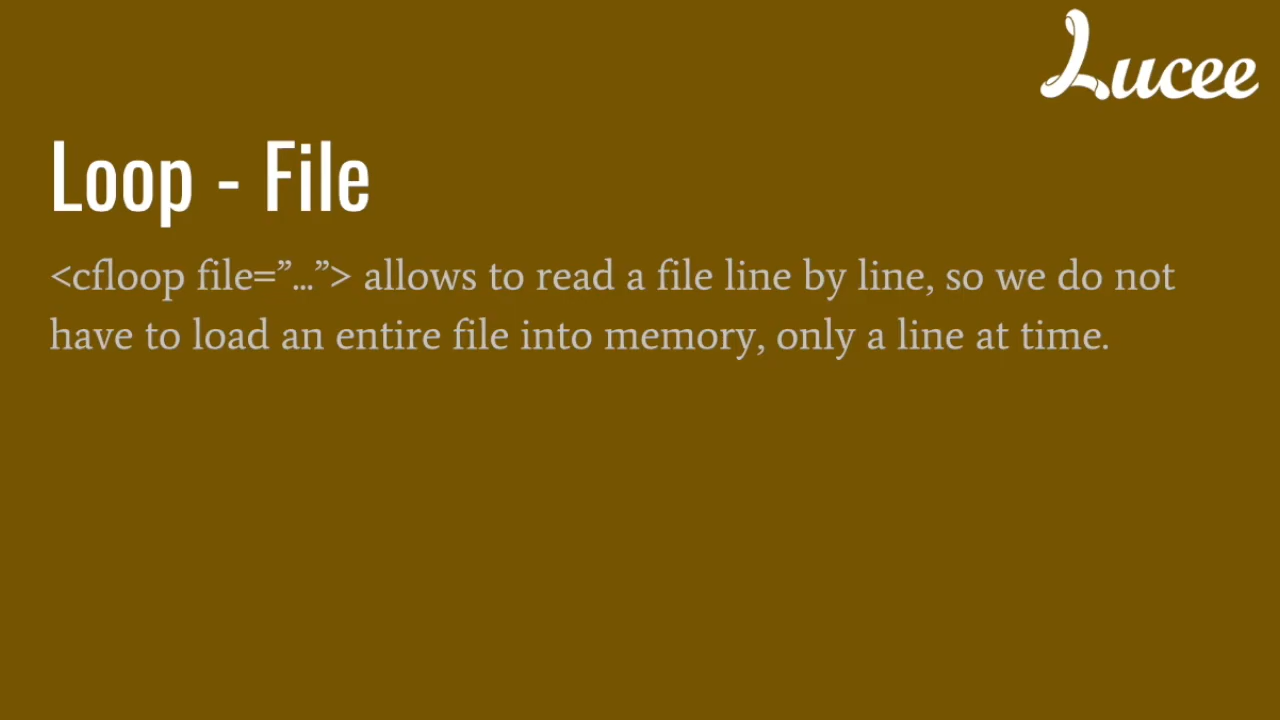 Lucee
Loop - File
<cfloop file=”...”> allows to read a file line by line, so we do not
have to load an entire file into memory, only a line at time.